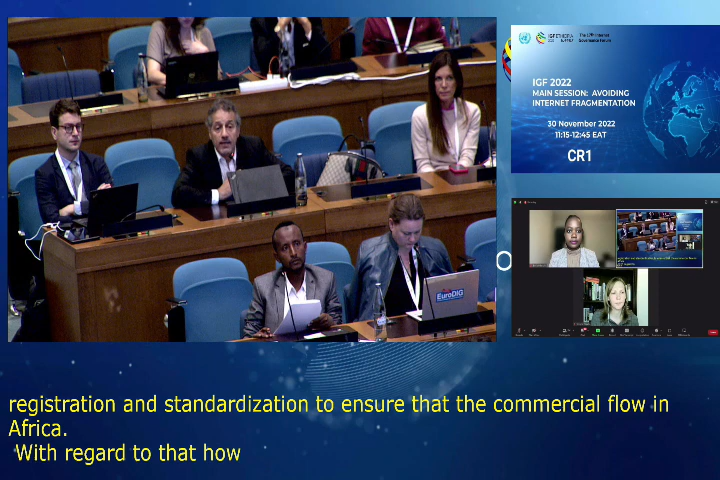 IGF 2022
MAIN SESSION: AVOIDING
INTERNET FRAGMENTATION
30 November 2022
11:15-12:45 EAT
CR1
EuroDIG
registration and standardization to ensure that the commercial flow in
Africa.
With regard to that how